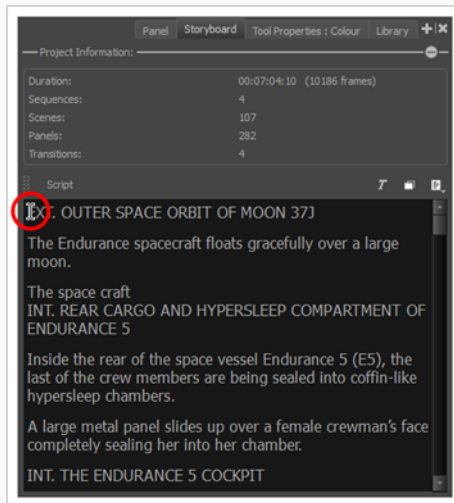 Panel Storyboard Tool Properties : Colour Library
Project Information:
Duration: 00:07:04:10 (10186 frames)
Sequences: 4
Scenes: 107
Panels: 282
Transitions: 4
Script T
EXT. OUTER SPACE ORBIT OF MOON 37J
The Endurance spacecraft floats gracefully over a large
moon.
The space craft
INT. REAR CARGO AND HYPERSLEEP COMPARTMENT OF
ENDURANCE 5
Inside the rear of the space vessel Endurance 5 (E5), the
last of the crew members are being sealed into coffin-like
hypersleep chambers.
A large metal panel slides up over a female crewman's face
completely sealing her into her chamber.
INT. THE ENDURANCE 5 COCKPIT